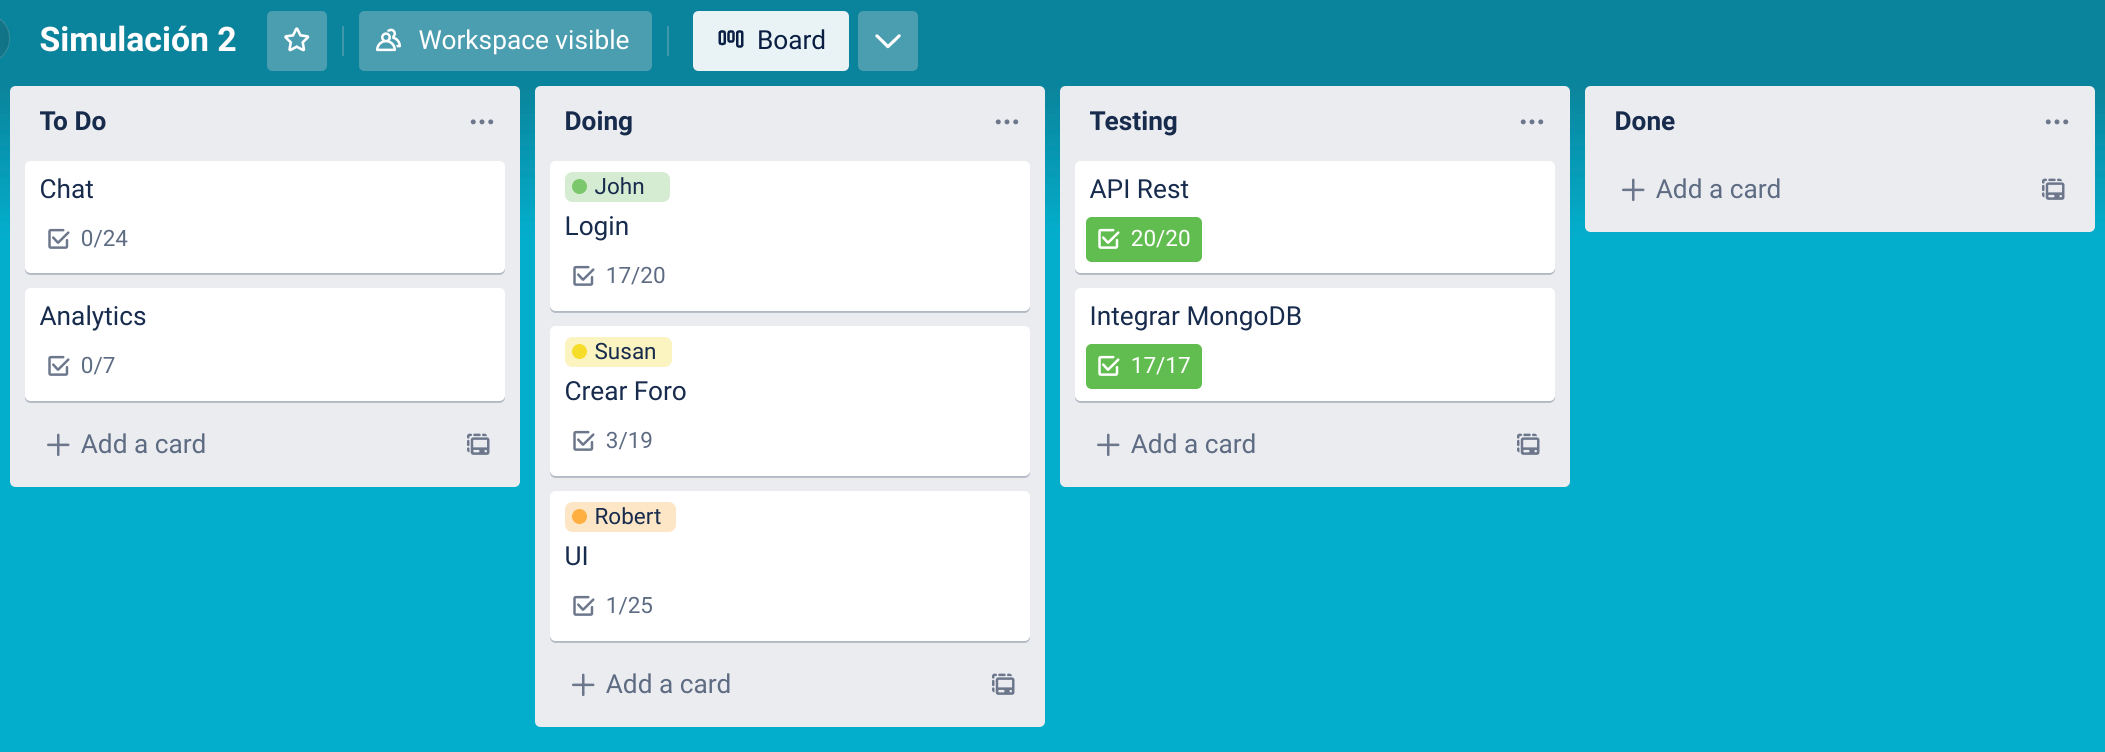 Simulación 2
Workspace visible
Board
To Do
Chat
0/24
Analytics
0/7
Add a card
Doing
John
Login
17/20
Susan
Crear Foro
3/19
Robert
UI
1/25
Add a card
Testing
API Rest
20/20
Integrar MongoDB
17/17
Add a card
Done
Add a card